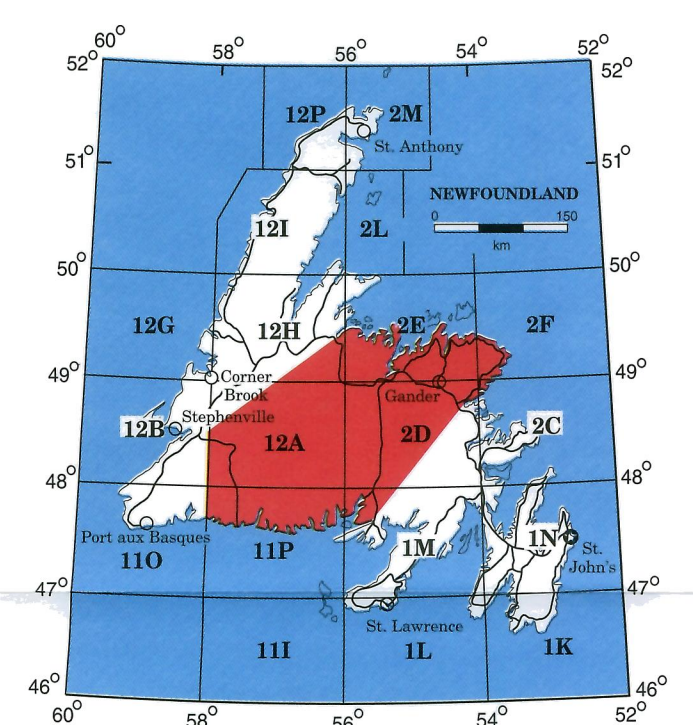 60° 58° 56° 54° 52°
52° 52°
12P 2M
St. Anthony
51° 51°
NEWFOUNDLAND
0 150
km
12I 2L
50° 50°
12G 12H 2E 2F
49° 49°
Corner
Brook
Gander
Stephenville
12B 12A 2D 2C
48° 48°
Port aux Basques
11O 11P 1M 1N
St.
John's
47° 47°
St. Lawrence
11I 1L 1K
46° 46°
60° 58° 56° 54° 52°